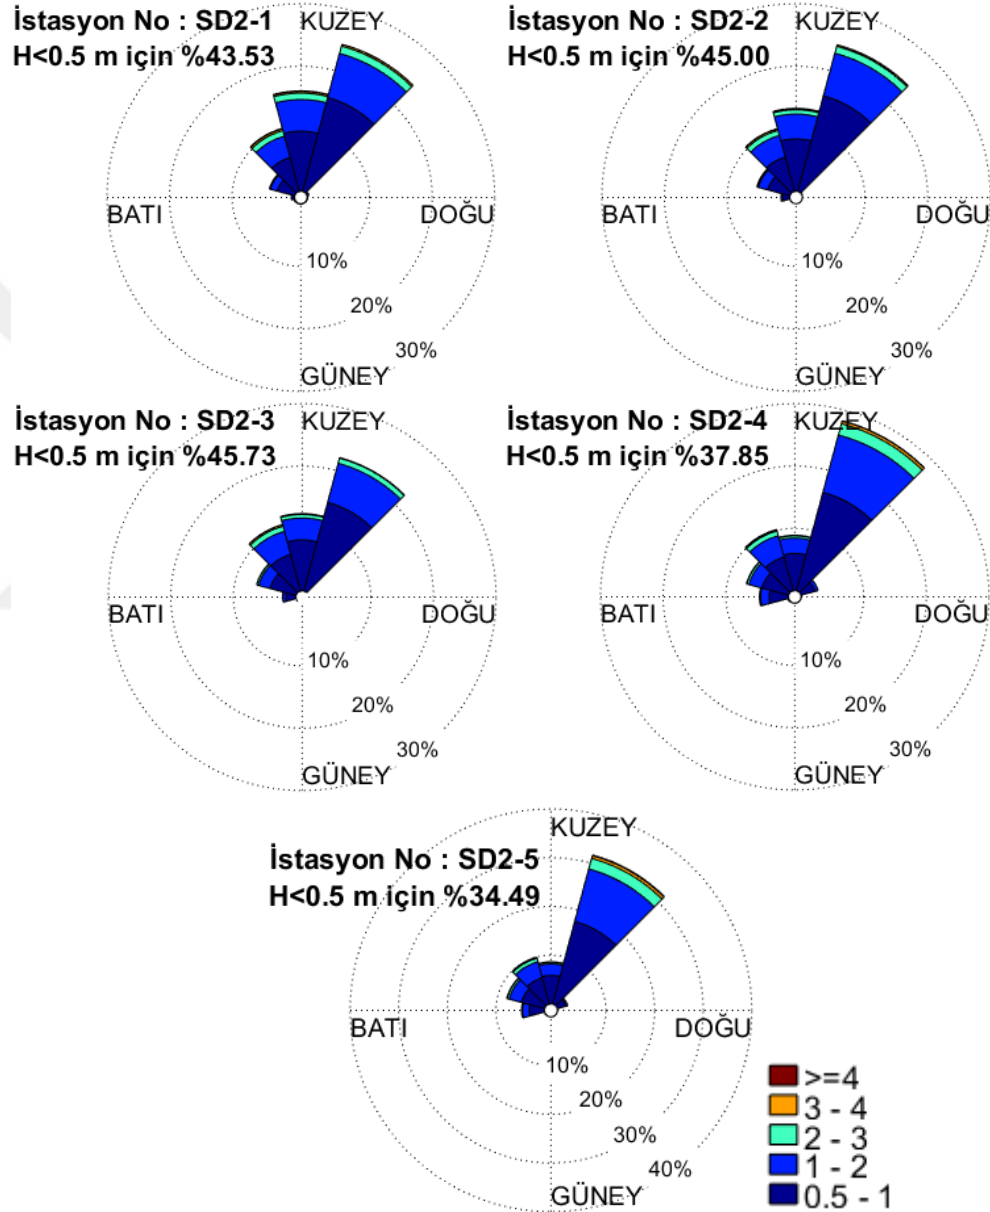 İstasyon No : SD2-1
H<0.5 m için %43.53
KUZEY
BATI
DOĞU
10%
20%
30%
GÜNEY
İstasyon No : SD2-2
H<0.5 m için %45.00
KUZEY
BATI
DOĞU
10%
20%
30%
GÜNEY
İstasyon No : SD2-3
H<0.5 m için %45.73
KUZEY
BATI
DOĞU
10%
20%
30%
GÜNEY
İstasyon No : SD2-4
H<0.5 m için %37.85
KUZEY
BATI
DOĞU
10%
20%
30%
GÜNEY
İstasyon No : SD2-5
H<0.5 m için %34.49
KUZEY
BATI
DOĞU
10%
20%
30%
40%
GÜNEY
>=4
3 - 4
2 - 3
1 - 2
0.5 - 1